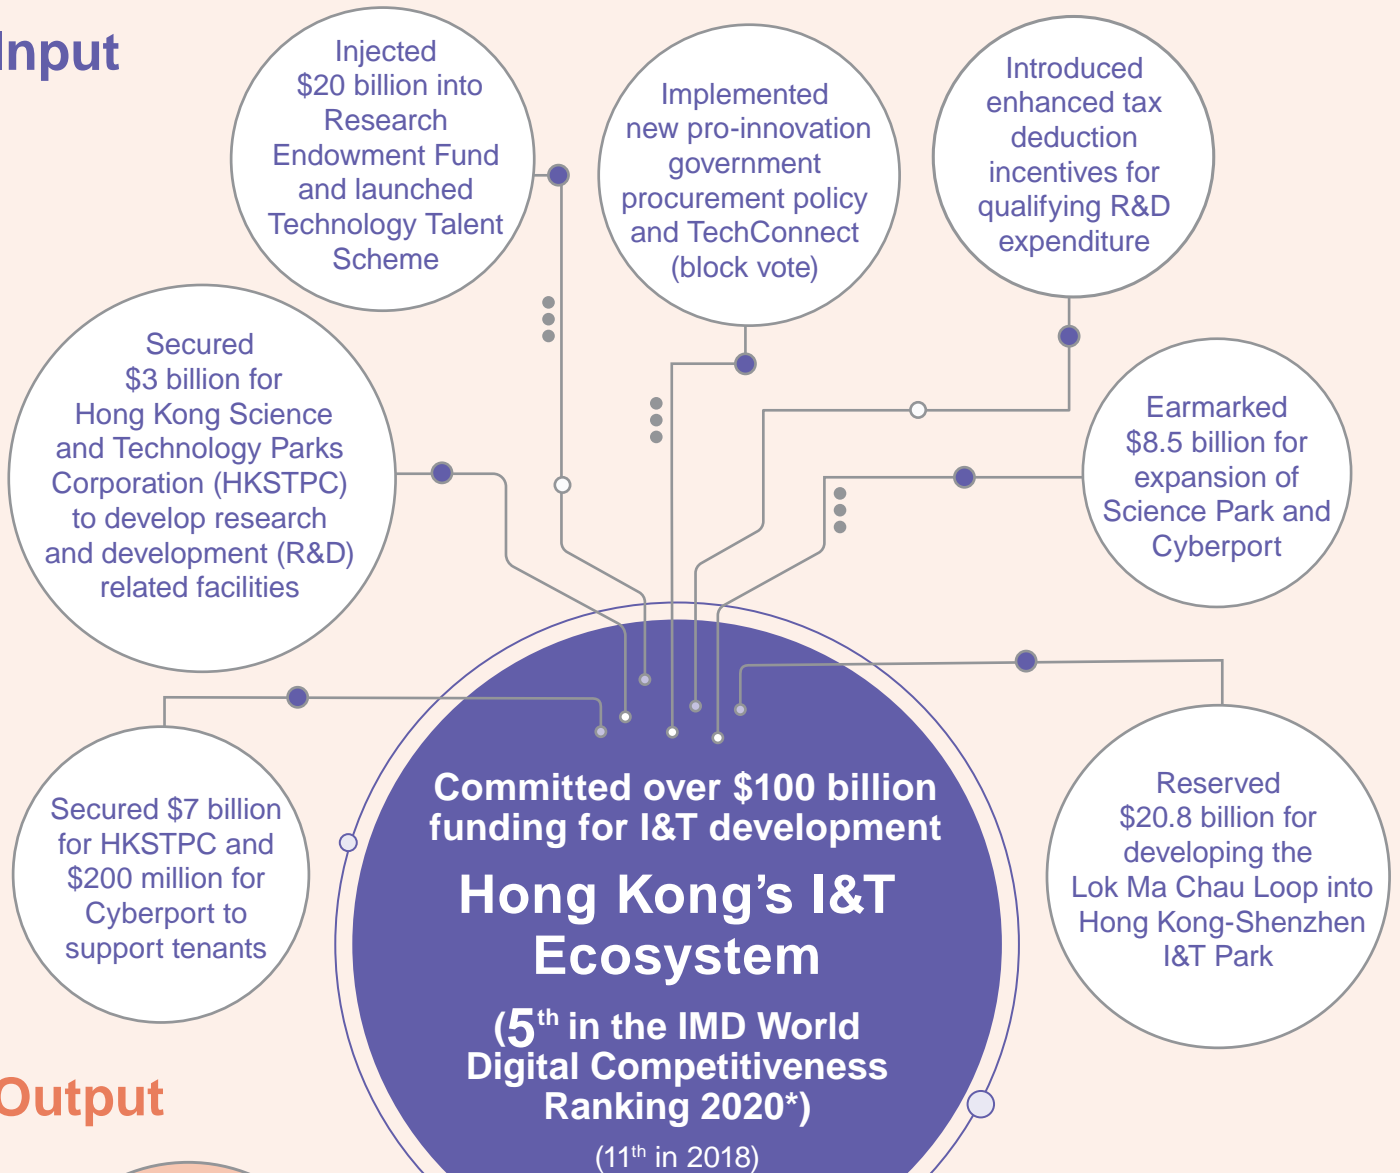 Input
Injected
$20 billion into
Research
Endowment Fund
and launched
Technology Talent
Scheme
Implemented
new pro-innovation
government
procurement policy
and TechConnect
(block vote)
Introduced
enhanced tax
deduction
incentives for
qualifying R&D
expenditure
Secured
$3 billion for
Hong Kong Science
and Technology Parks
Corporation (HKSTPC)
to develop research
and development (R&D)
related facilities
Earmarked
$8.5 billion for
expansion of
Science Park and
Cyberport
Secured $7 billion
for HKSTPC and
$200 million for
Cyberport to
support tenants
Reserved
$20.8 billion for
developing the
Lok Ma Chau Loop into
Hong Kong-Shenzhen
I&T Park
Committed over $100 billion
funding for I&T development
Hong Kong’s I&T
Ecosystem
(5th in the IMD World
Digital Competitiveness
Ranking 2020*)
(11th in 2018)
Output